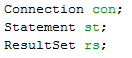 Connection con;
Statement st;
ResultSet rs;